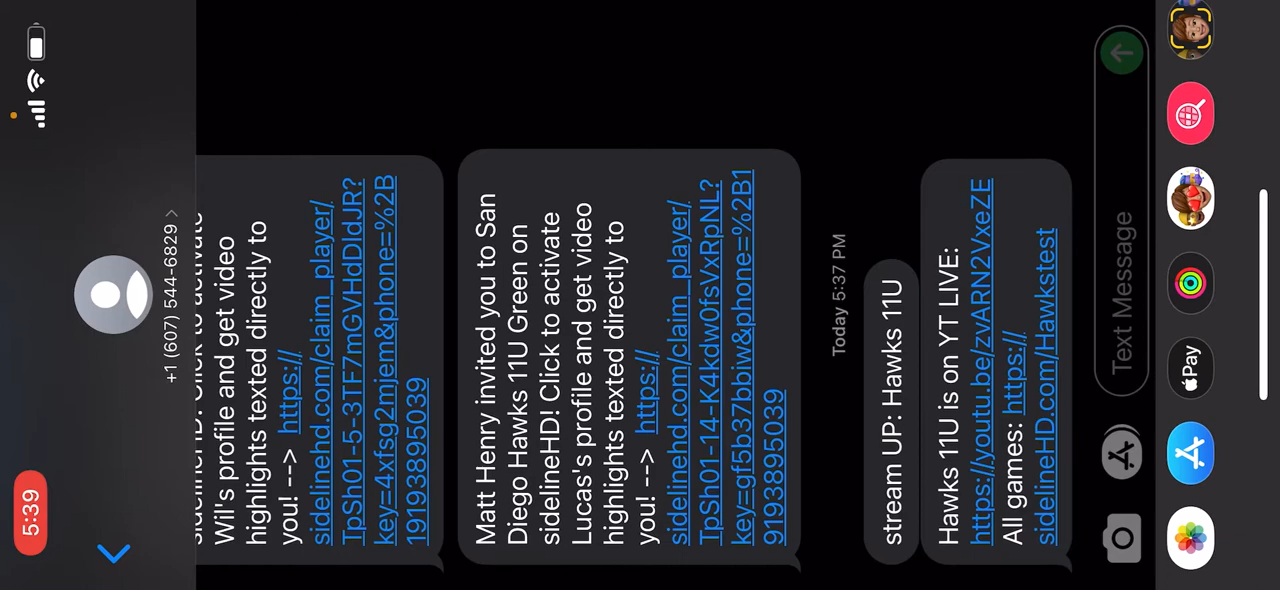 5:39
+1 (607) 544-6829 >
sidelineHD! Click to activate
Wil's profile and get video
highlights texted directly to
you! --> https://
sidelinehd.com/claim_player/
TpSh01-5-3TF7mGVHdDldJR?
key=4xfsg2mjem&phone=%2B
19193895039
Matt Henry invited you to San
Diego Hawks 11U Green on
sidelineHD! Click to activate
Lucas's profile and get video
highlights texted directly to
you! --> https://
sidelinehd.com/claim_player/
TpSh01-14-K4kdw0fsVxRpNL?
key=gf5b37bbiw&phone=%2B1
9193895039
Today 5:37 PM
stream UP: Hawks 11U
Hawks 11U is on YT LIVE:
https://youtu.be/zvARN2VxeZE
All games: https://
sidelineHD.com/Hawkstest
Text Message
Pay